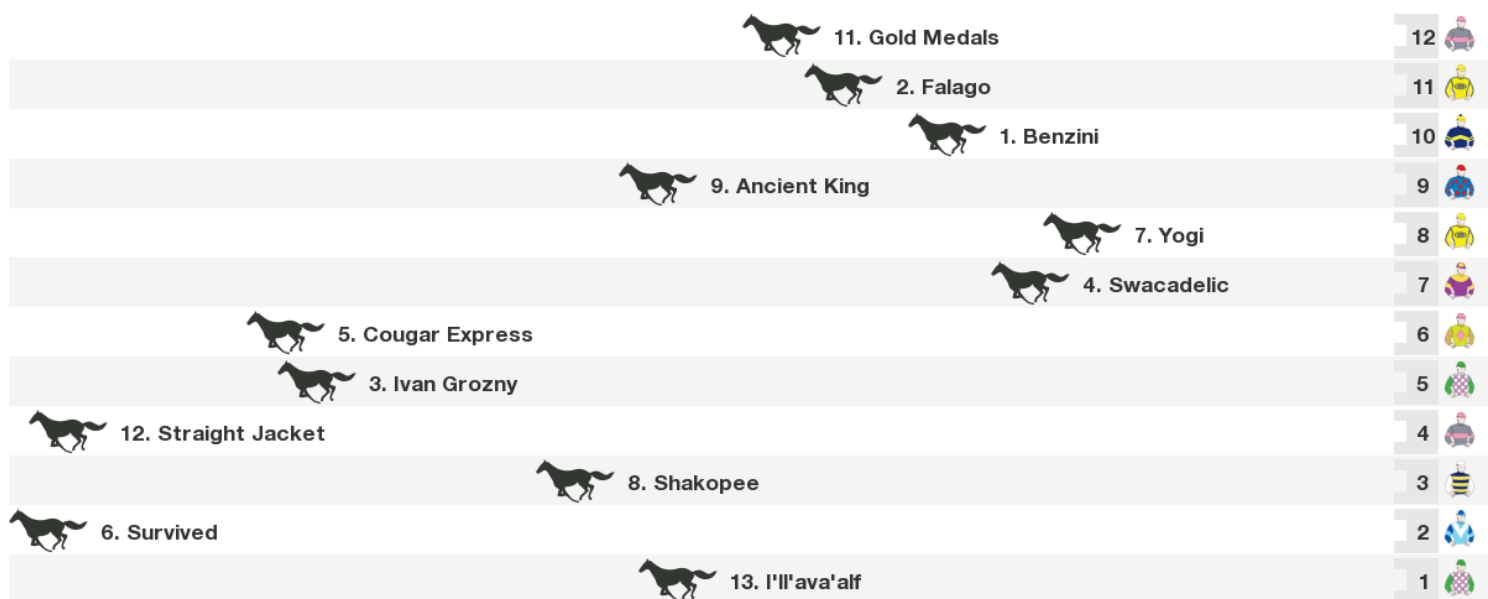 11. Gold Medals 12
2. Falago 11
1. Benzini 10
9. Ancient King 9
7. Yogi 8
4. Swacadelic 7
5. Cougar Express 6
3. Ivan Grozny 5
12. Straight Jacket 4
8. Shakopee 3
6. Survived 2
13. I'll'ava'alf 1